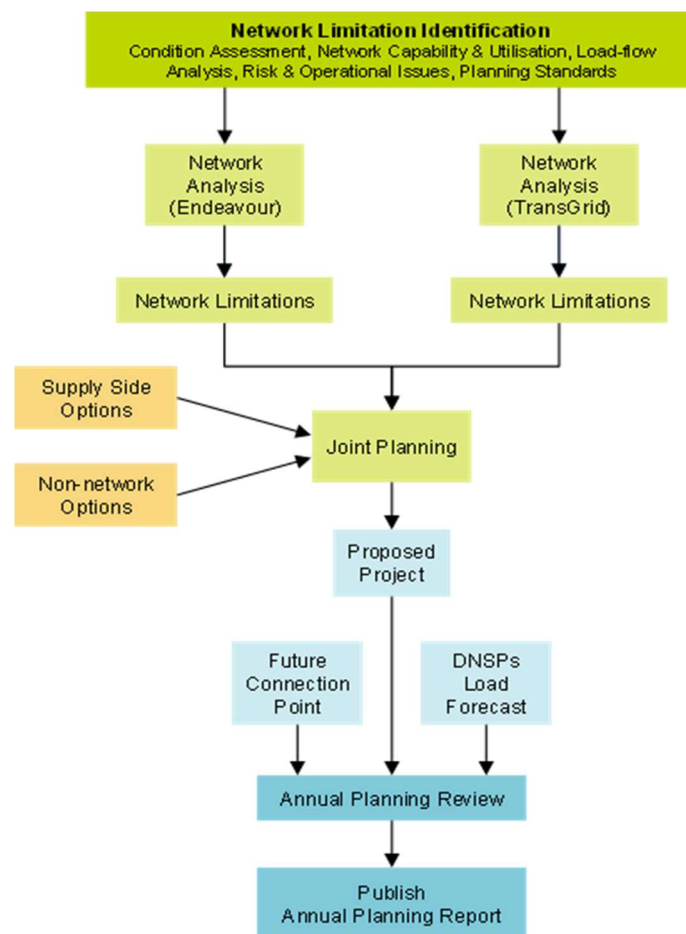 Network Limitation Identification
Condition Assessment, Network Capability & Utilisation, Load-flow
Analysis, Risk & Operational Issues, Planning Standards
Network
Analysis
(Endeavour)
Network
Analysis
(TransGrid)
Network Limitations
Network Limitations
Supply Side
Options
Joint Planning
Non-network
Options
Proposed
Project
Future
Connection
Point
DNSPs
Load
Forecast
Annual Planning Review
Publish
Annual Planning Report